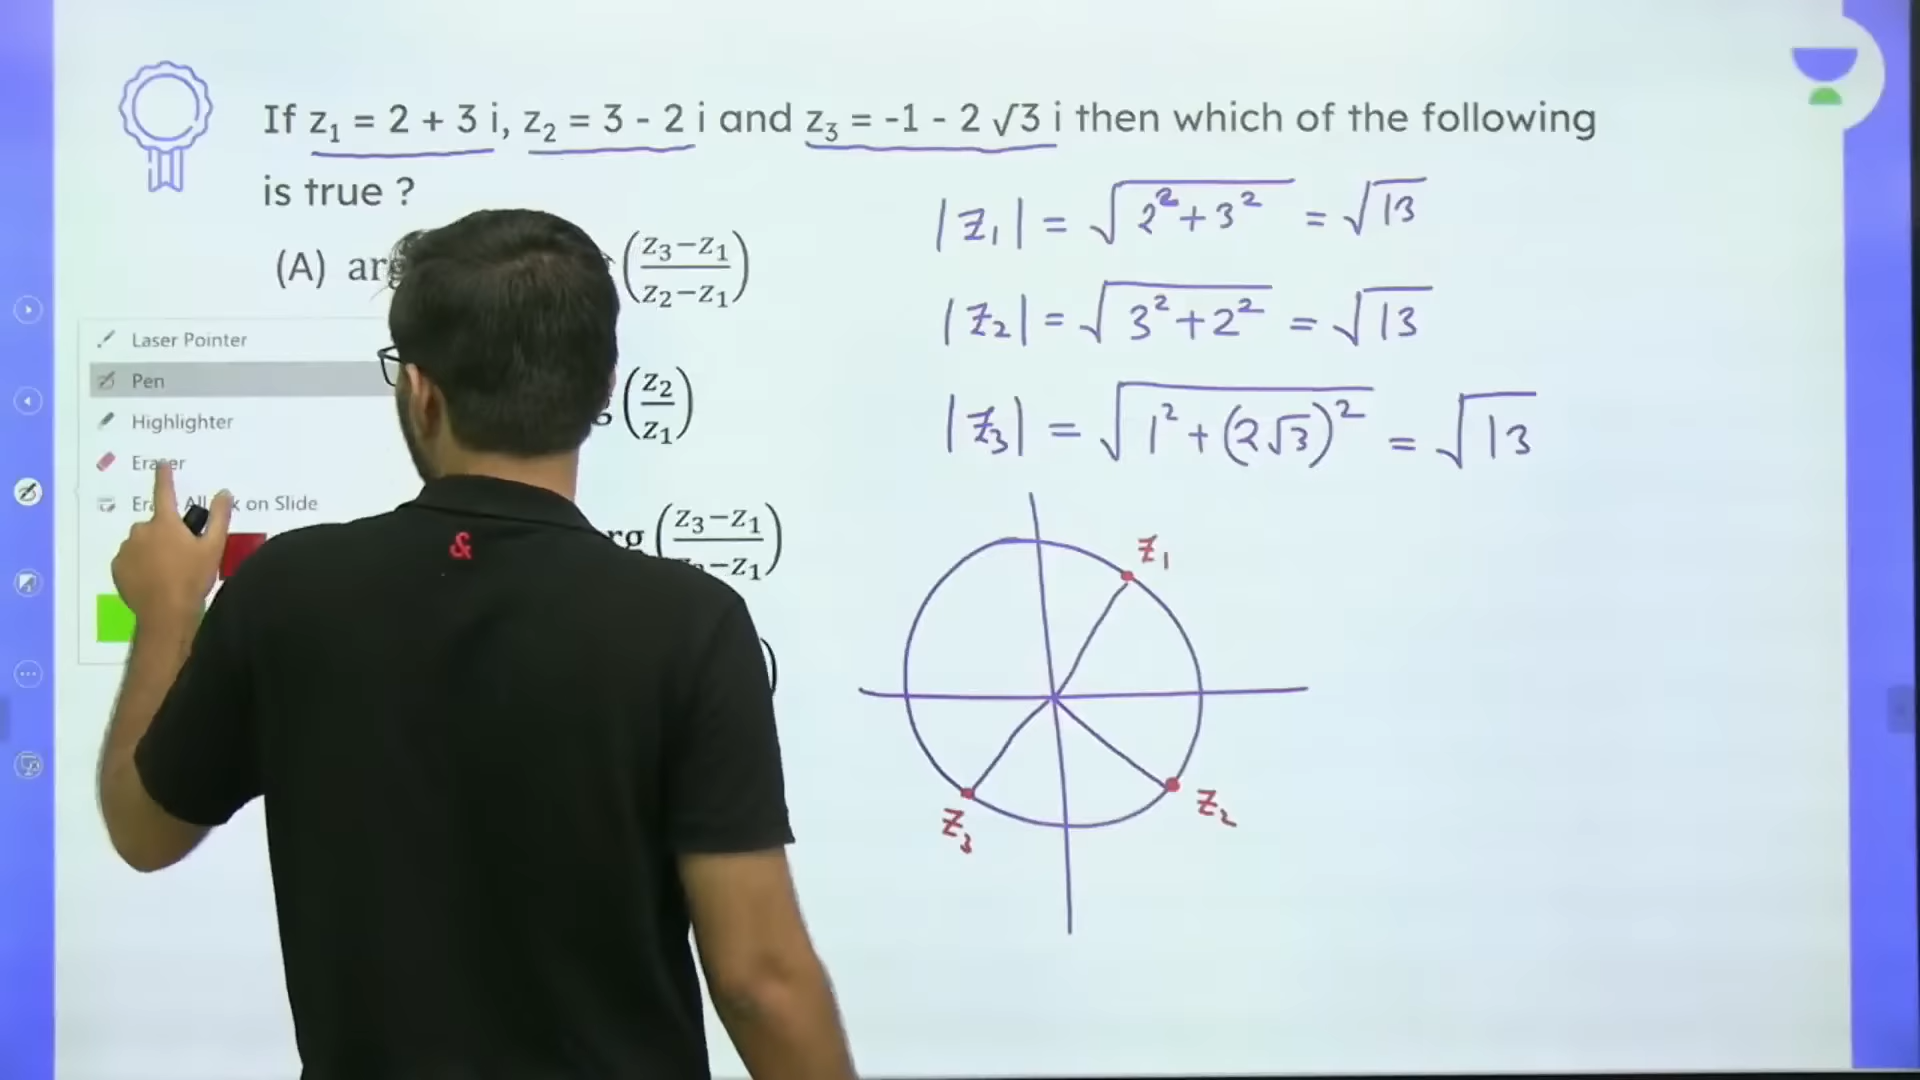 If z₁ = 2 + 3 i, z₂ = 3 - 2 i and z₃ = -1 - 2 √3 i then which of the following
is true ?
(A) arg (z₃−z₁ / z₂−z₁)
(z₂ / z₁)
(z₃−z₁ / −z₁)
|z₁| = √(2² + 3²) = √13
|z₂| = √(3² + 2²) = √13
|z₃| = √(1² + (2√3)²) = √13
Laser Pointer
Pen
Highlighter
Eraser
on Slide
&
z₁
z₂
z₃